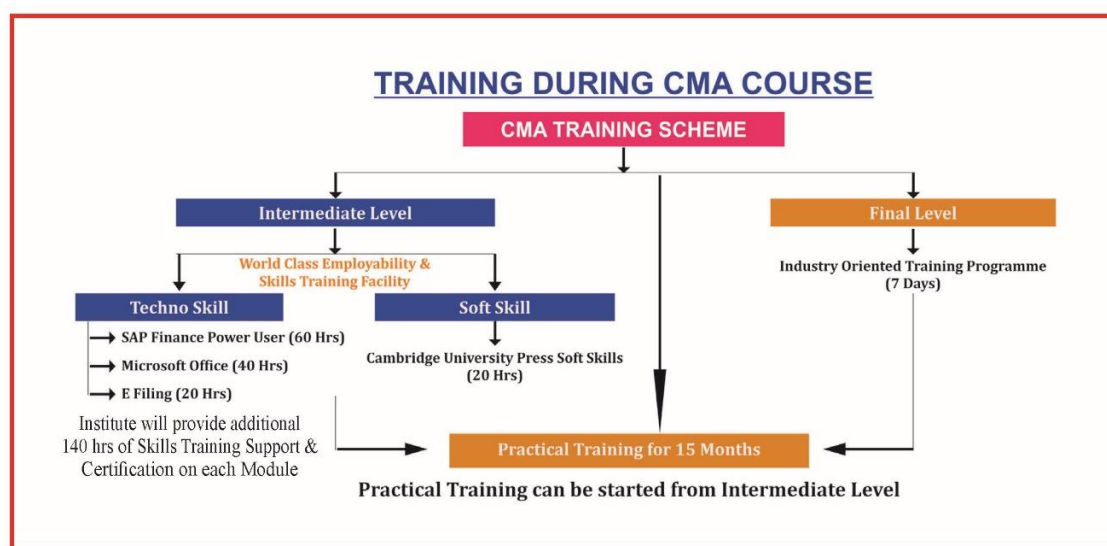 TRAINING DURING CMA COURSE
CMA TRAINING SCHEME
Intermediate Level
Final Level
World Class Employability &
Skills Training Facility
Industry Oriented Training Programme
(7 Days)
Techno Skill
Soft Skill
SAP Finance Power User (60 Hrs)
Microsoft Office (40 Hrs)
E Filing (20 Hrs)
Cambridge University Press Soft Skills
(20 Hrs)
Institute will provide additional
140 hrs of Skills Training Support &
Certification on each Module
Practical Training for 15 Months
Practical Training can be started from Intermediate Level